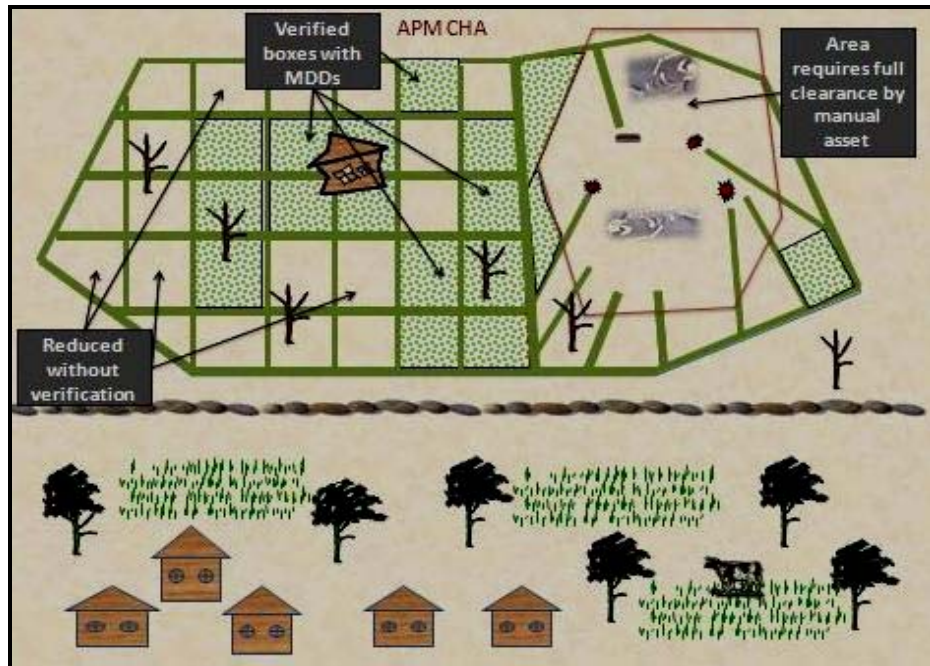 Verified
boxes with
MDDs
APM CHA
Area
requires full
clearance by
manual
asset
Reduced
without
verification